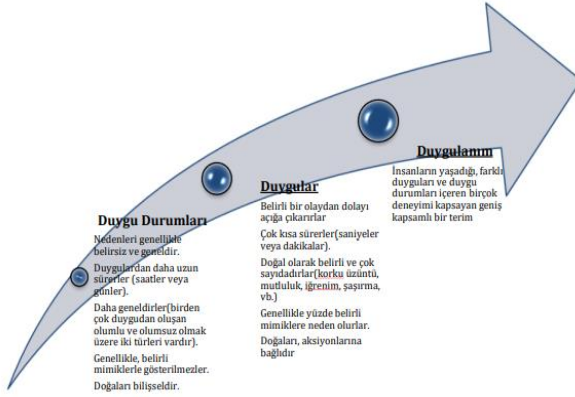 Duygu Durumları
Nedenleri genellikle
belirsiz ve geneldir.
Duygulardan daha uzun
sürerler (saatler veya
günler).
Daha geneldirler(birden
çok duygudan oluşan
olumlu ve olumsuz olmak
üzere iki türleri vardır).
Genellikle, belirli
mimiklerle gösterilmezler.
Doğaları bilişseldir.
Duygular
Belirli bir olaydan dolayı
açığa çıkarırlar
Çok kısa sürerler(saniyeler
veya dakikalar).
Doğal olarak belirli ve çok
sayıdadırlar(korku üzüntü,
mutluluk, iğrenim, şaşırma,
vb.)
Genellikle yüzde belirli
mimiklere neden olurlar.
Doğaları, aksiyonlarına
bağlıdır
Duygulanım
İnsanların yaşadığı, farklı
duyguları ve duygu
durumları içeren birçok
deneyimi kapsayan geniş
kapsamlı bir terim